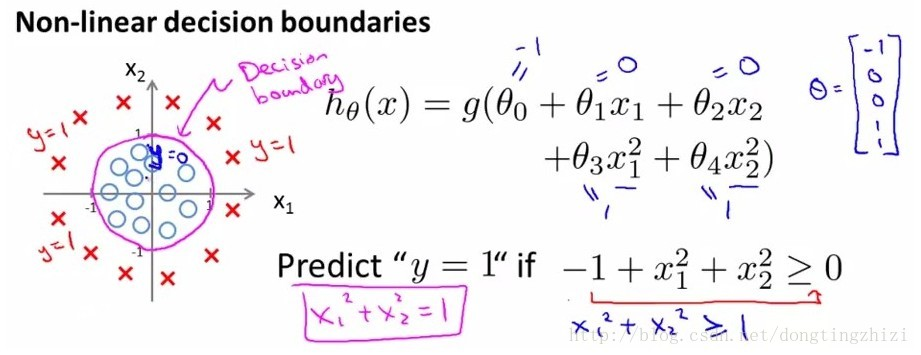 Non-linear decision boundaries
x₂
Decision
boundary
y=1
1
y=0
y=1
-1
1
x₁
y=1
-1
-1
= 0
= 0
h_θ(x) = g(θ₀ + θ₁x₁ + θ₂x₂
+θ₃x₁² + θ₄x₂²)
= 1
= 1
θ = [-1 0 0 1 1]
Predict “y = 1“ if −1 + x₁² + x₂² ≥ 0
x₁² + x₂² = 1
x₁² + x₂² ≥ 1
http://blog.csdn.net/dongtingzhizi